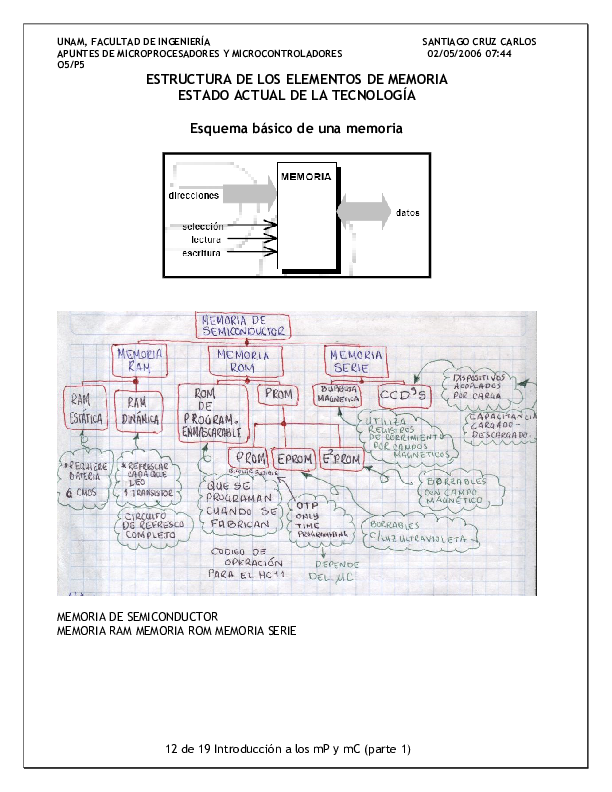 UNAM, FACULTAD DE INGENIERÍA
SANTIAGO CRUZ CARLOS
APUNTES DE MICROPROCESADORES Y MICROCONTROLADORES
02/05/2006 07:44
O5/P5
ESTRUCTURA DE LOS ELEMENTOS DE MEMORIA
ESTADO ACTUAL DE LA TECNOLOGÍA
Esquema básico de una memoria
MEMORIA
direcciones
datos
selección
lectura
escritura
MEMORIA DE
SEMICONDUCTOR
MEMORIA
RAM
MEMORIA
ROM
MEMORIA
SERIE
RAM
ESTÁTICA
RAM
DINÁMICA
ROM
DE
PROGRAM.
ENMASCARABLE
PROM
BURBUJA
MAGNÉTICA
CCD'S
DISPOSITIVOS
ACOPLADOS
POR CARGA
CAPACITANCIA
CARGADO-
DESCARGADO
UTILIZA
REGISTROS
DE CORRIMIENTO
POR CAMPOS
MAGNÉTICOS
PROM
EPROM
E²PROM
* REQUIERE
BATERIA
6 CMOS
* REFRESCAR
CADA QUE
LEO
1 TRANSISTOR
CIRCUITO
DE REFRESCO
COMPLETO
QUE SE
PROGRAMAN
CUANDO SE
FABRICAN
CODIGO DE
OPERACIÓN
PARA EL HC11
OTP
ONLY
TIME
PROGRAMMING
DEPENDE
DEL µC
BORRABLES
C/LUZ ULTRAVIOLETA
BORRABLES
CON CAMPO
MAGNÉTICO
MEMORIA DE SEMICONDUCTOR
MEMORIA RAM MEMORIA ROM MEMORIA SERIE
12 de 19 Introducción a los mP y mC (parte 1)